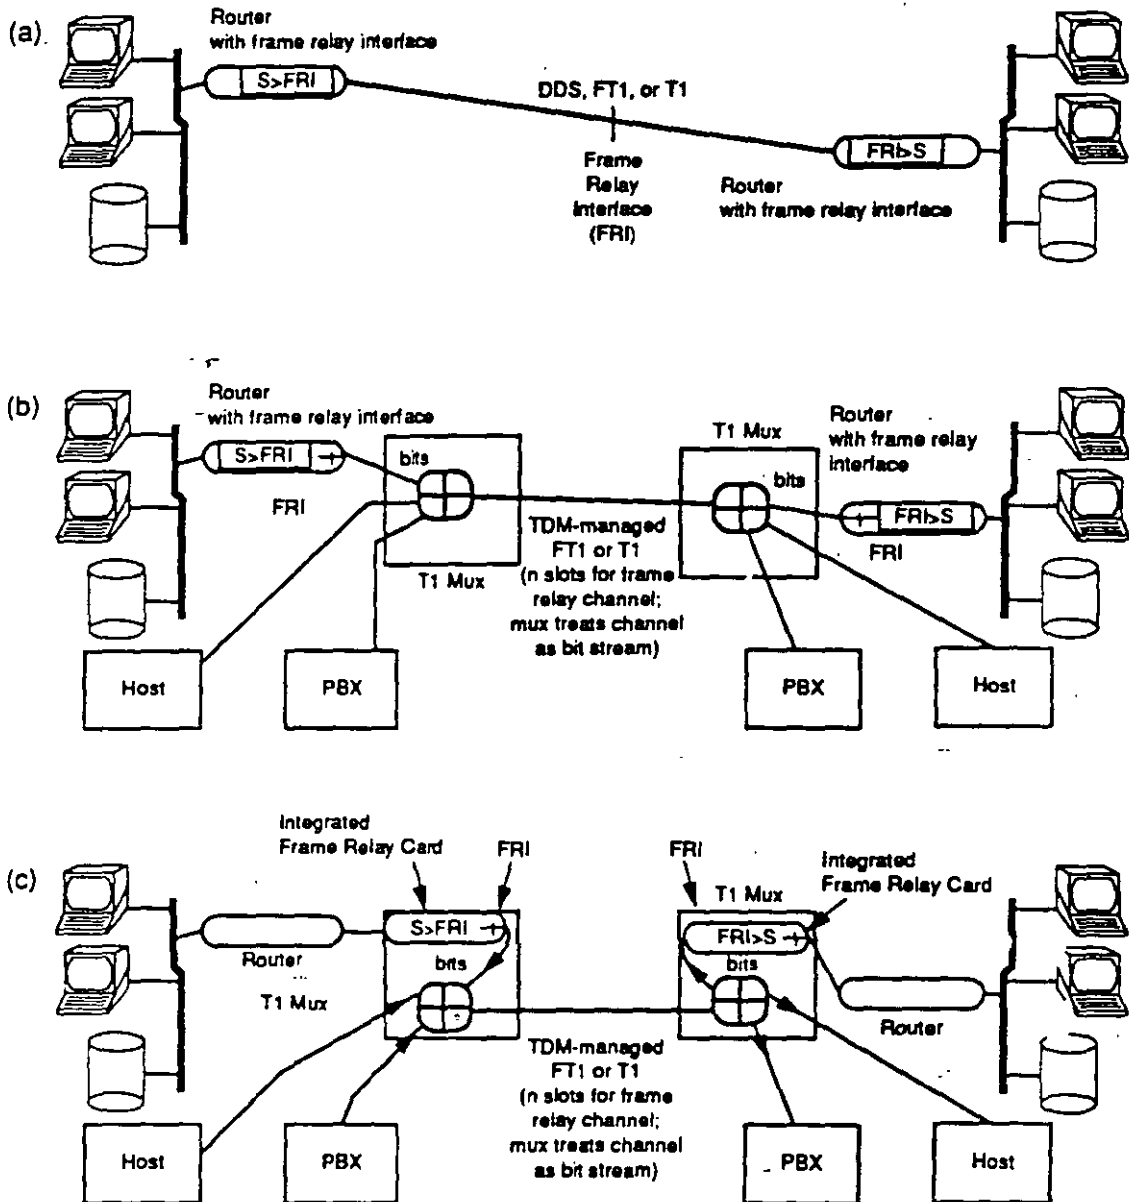 (a)
Router
with frame relay interface
S>FRI
DDS, FT1, or T1
Frame
Relay
Interface
(FRI)
FRI>S
Router
with frame relay interface
(b)
Router
with frame relay interface
S>FRI
FRI
bits
T1 Mux
TDM-managed
FT1 or T1
(n slots for frame
relay channel;
mux treats channel
as bit stream)
T1 Mux
bits
Router
with frame relay
interface
FRI>S
FRI
Host
PBX
PBX
Host
(c)
Integrated
Frame Relay Card
FRI
S>FRI
bits
Router
T1 Mux
TDM-managed
FT1 or T1
(n slots for frame
relay channel;
mux treats channel
as bit stream)
FRI
T1 Mux
Integrated
Frame Relay Card
FRI>S
bits
Router
Host
PBX
PBX
Host